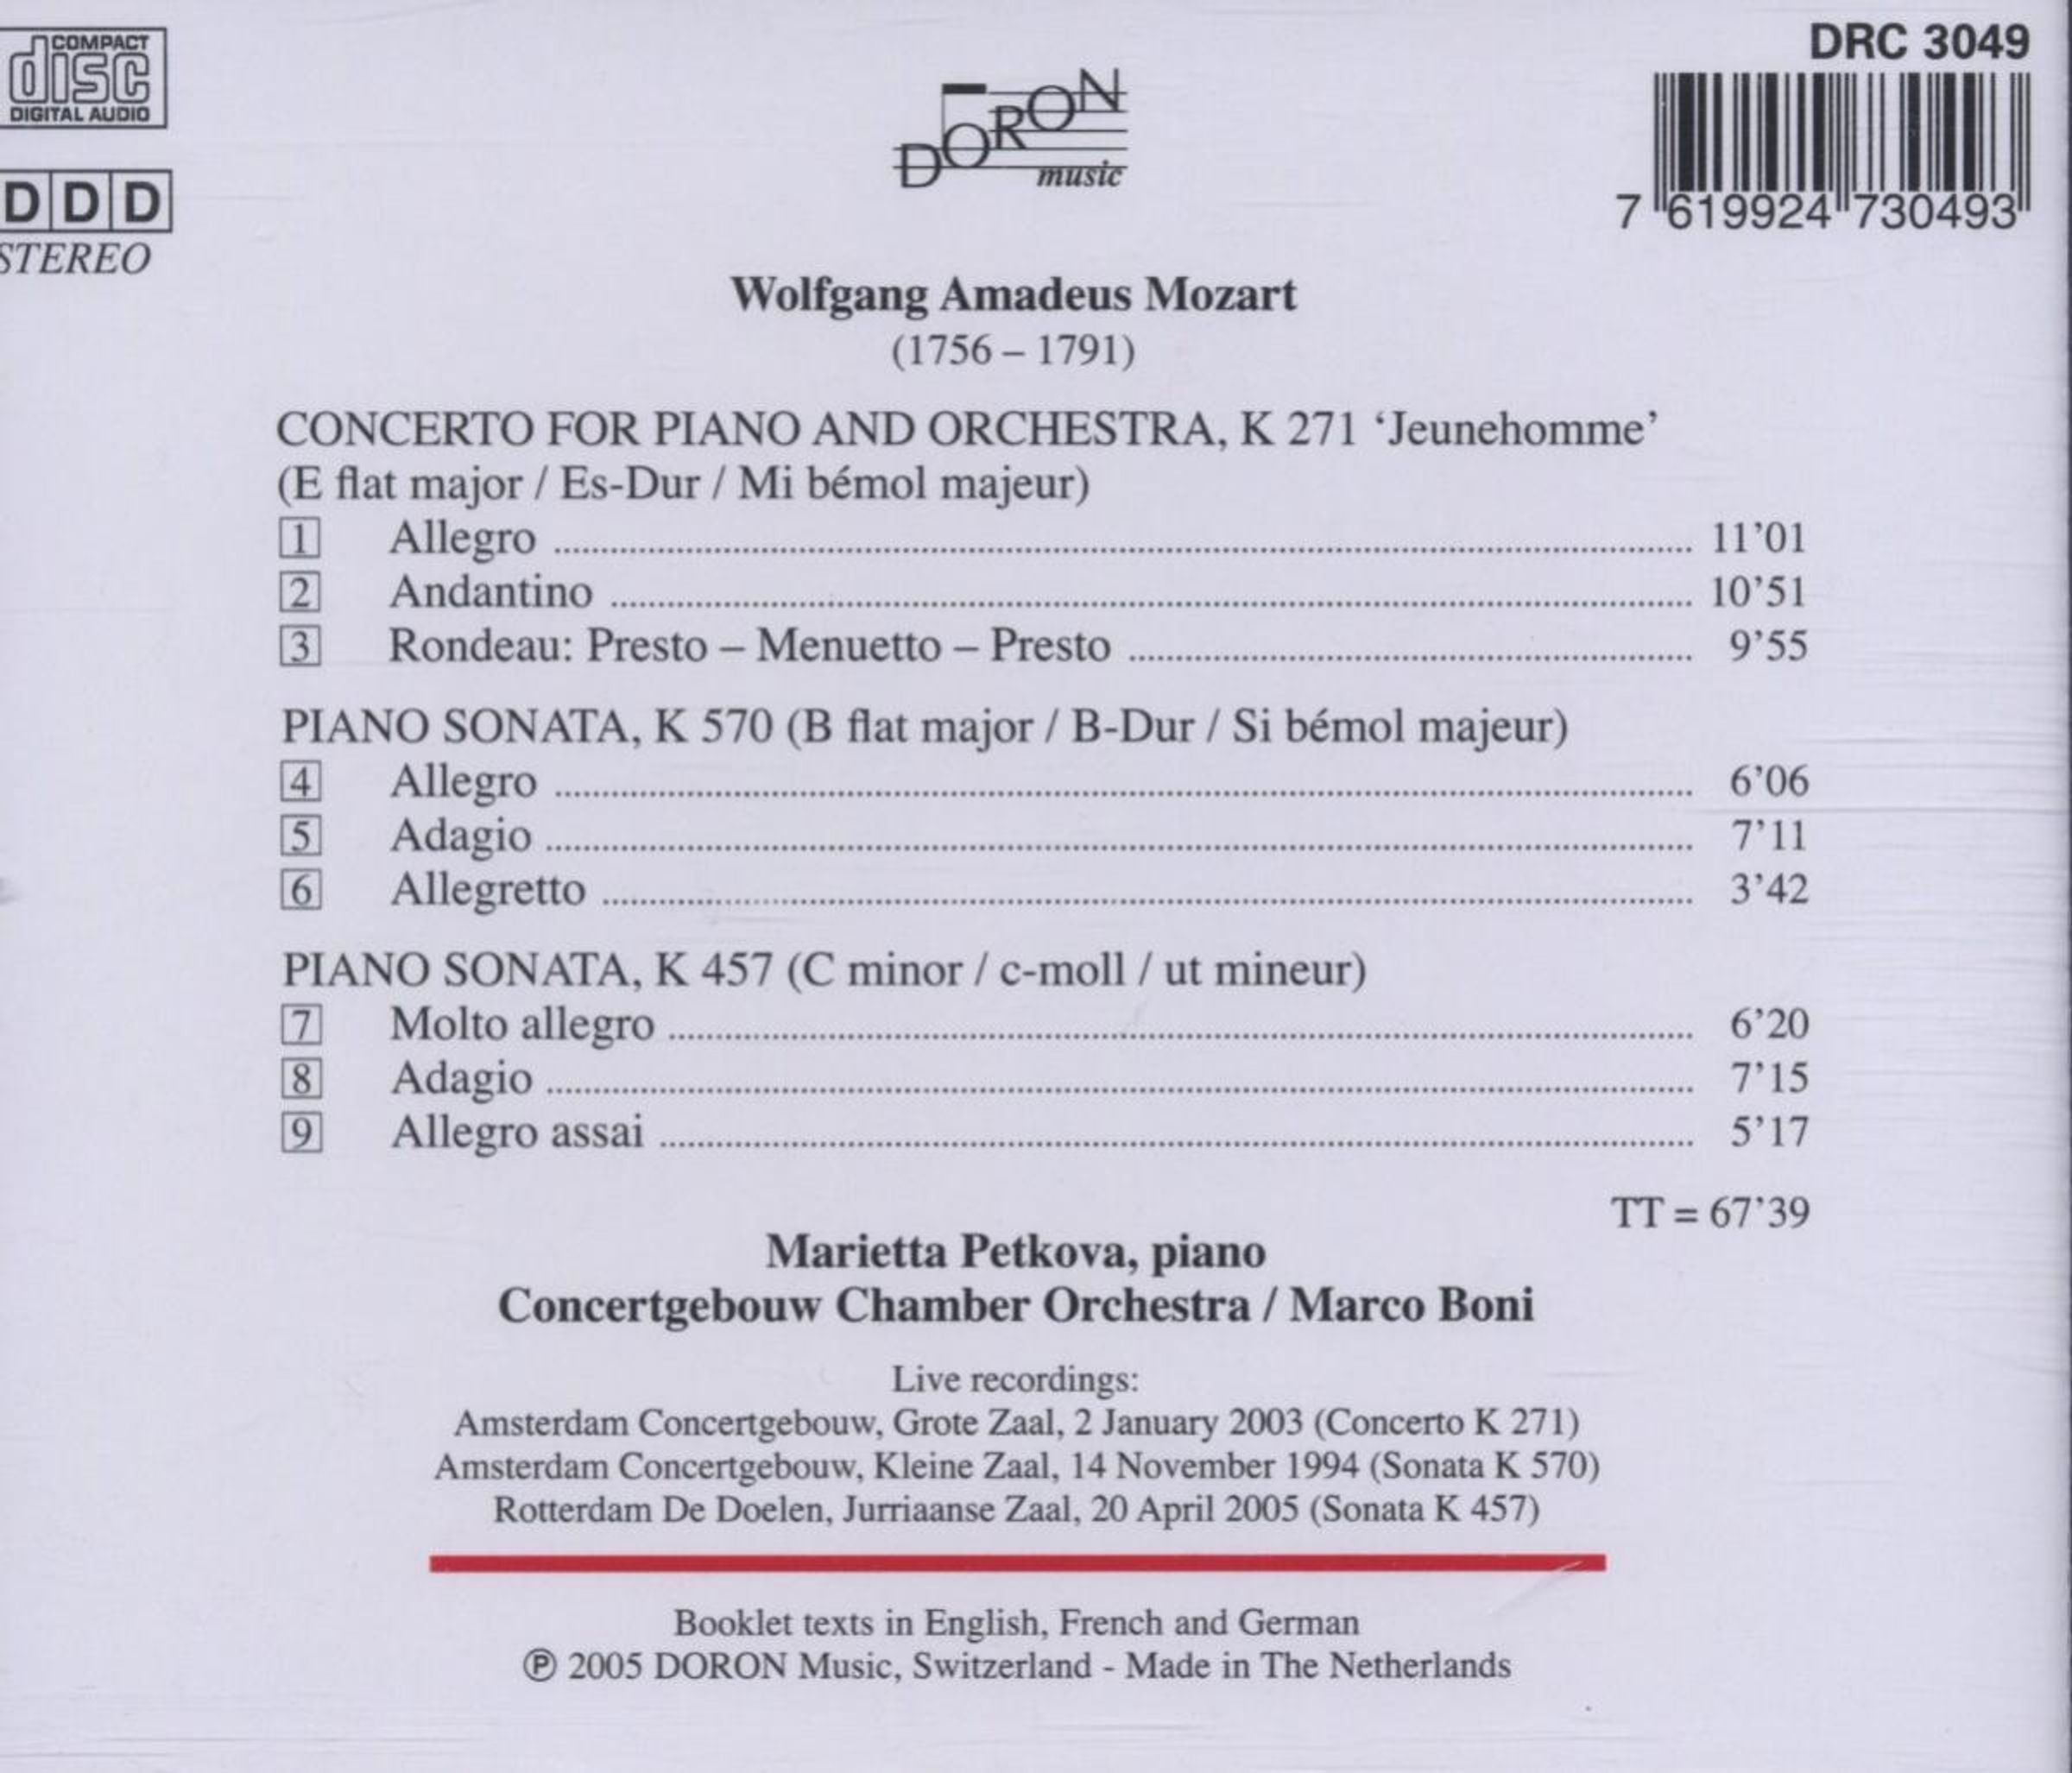 COMPACT
disc
DIGITAL AUDIO
DDD
STEREO
DORON
music
DRC 3049
7 619924 730493
Wolfgang Amadeus Mozart
(1756 – 1791)
CONCERTO FOR PIANO AND ORCHESTRA, K 271 ‘Jeunehomme’
(E flat major / Es-Dur / Mi bémol majeur)
1 Allegro 11’01
2 Andantino 10’51
3 Rondeau: Presto – Menuetto – Presto 9’55
PIANO SONATA, K 570 (B flat major / B-Dur / Si bémol majeur)
4 Allegro 6’06
5 Adagio 7’11
6 Allegretto 3’42
PIANO SONATA, K 457 (C minor / c-moll / ut mineur)
7 Molto allegro 6’20
8 Adagio 7’15
9 Allegro assai 5’17
TT = 67’39
Marietta Petkova, piano
Concertgebouw Chamber Orchestra / Marco Boni
Live recordings:
Amsterdam Concertgebouw, Grote Zaal, 2 January 2003 (Concerto K 271)
Amsterdam Concertgebouw, Kleine Zaal, 14 November 1994 (Sonata K 570)
Rotterdam De Doelen, Jurriaanse Zaal, 20 April 2005 (Sonata K 457)
Booklet texts in English, French and German
℗ 2005 DORON Music, Switzerland - Made in The Netherlands